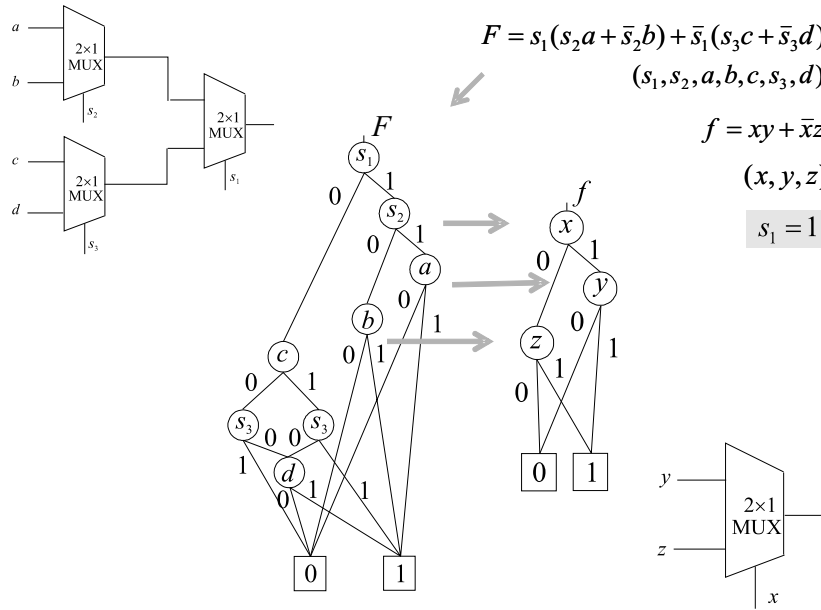 a
b
2×1
MUX
s₂
c
d
2×1
MUX
s₃
2×1
MUX
s₁
F = s₁(s₂a + s̄₂b) + s̄₁(s₃c + s̄₃d)
(s₁, s₂, a, b, c, s₃, d)
f = xy + x̄z
(x, y, z)
s₁ = 1
F
s₁
0 1
s₂
0 1
a
b
0 1
0 1
c
0 1
s₃ s₃
0 0
1 1
d
0 1
0 1
f
x
0 1
y
z
0 1
0 1
0 1
y
z
2×1
MUX
x